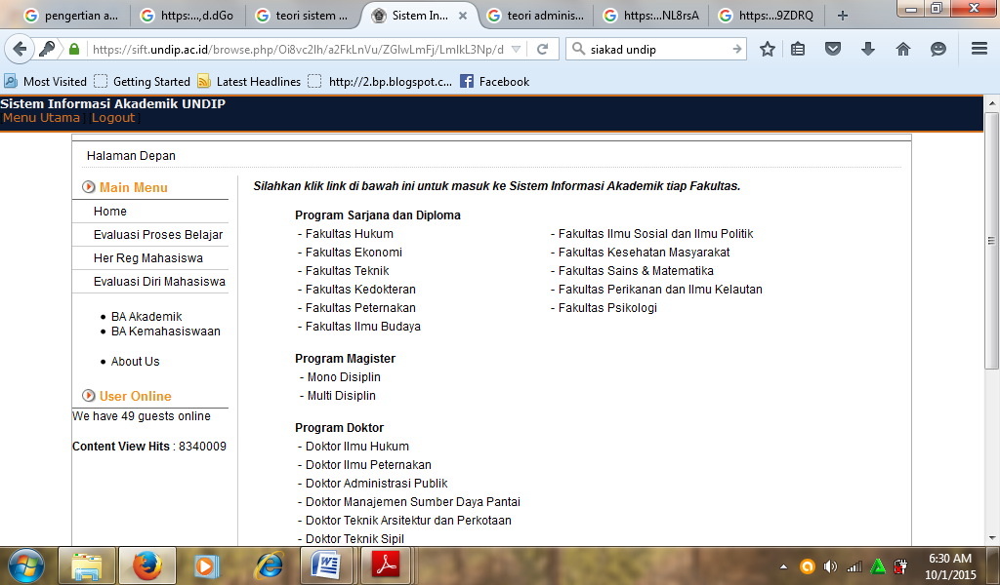 pengertian a...
https:...,d.dGo
teori sistem ...
Sistem In...
teori adminis...
https:...NL8rsA
https:...9ZDRQ
https://sift.undip.ac.id/browse.php/Oi8vc2lh/a2FkLnVu/ZGlwLmFj/LmlkL3Np/d
siakad undip
Most Visited
Getting Started
Latest Headlines
http://2.bp.blogspot.c...
Facebook
Sistem Informasi Akademik UNDIP
Menu Utama | Logout |
Halaman Depan
Main Menu
Home
Evaluasi Proses Belajar
Her Reg Mahasiswa
Evaluasi Diri Mahasiswa
• BA Akademik
• BA Kemahasiswaan
• About Us
User Online
We have 49 guests online
Content View Hits : 8340009
Silahkan klik link di bawah ini untuk masuk ke Sistem Informasi Akademik tiap Fakultas.
Program Sarjana dan Diploma
- Fakultas Hukum
- Fakultas Ekonomi
- Fakultas Teknik
- Fakultas Kedokteran
- Fakultas Peternakan
- Fakultas Ilmu Budaya
- Fakultas Ilmu Sosial dan Ilmu Politik
- Fakultas Kesehatan Masyarakat
- Fakultas Sains & Matematika
- Fakultas Perikanan dan Ilmu Kelautan
- Fakultas Psikologi
Program Magister
- Mono Disiplin
- Multi Disiplin
Program Doktor
- Doktor Ilmu Hukum
- Doktor Ilmu Peternakan
- Doktor Administrasi Publik
- Doktor Manajemen Sumber Daya Pantai
- Doktor Teknik Arsitektur dan Perkotaan
- Doktor Teknik Sipil
6:30 AM
10/1/2015